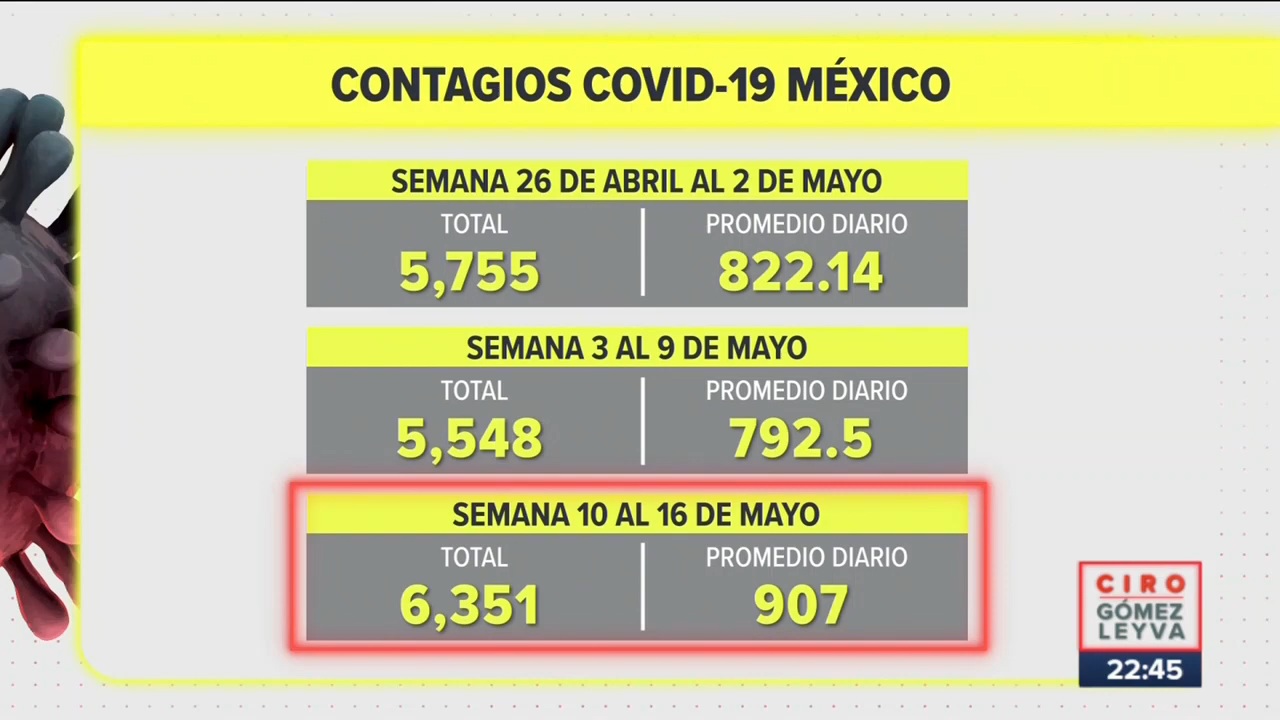 CONTAGIOS COVID-19 MÉXICO
SEMANA 26 DE ABRIL AL 2 DE MAYO
TOTAL PROMEDIO DIARIO
5,755 822.14
SEMANA 3 AL 9 DE MAYO
TOTAL PROMEDIO DIARIO
5,548 792.5
SEMANA 10 AL 16 DE MAYO
TOTAL PROMEDIO DIARIO
6,351 907
CIRO
GÓMEZ
LEYVA
22:45